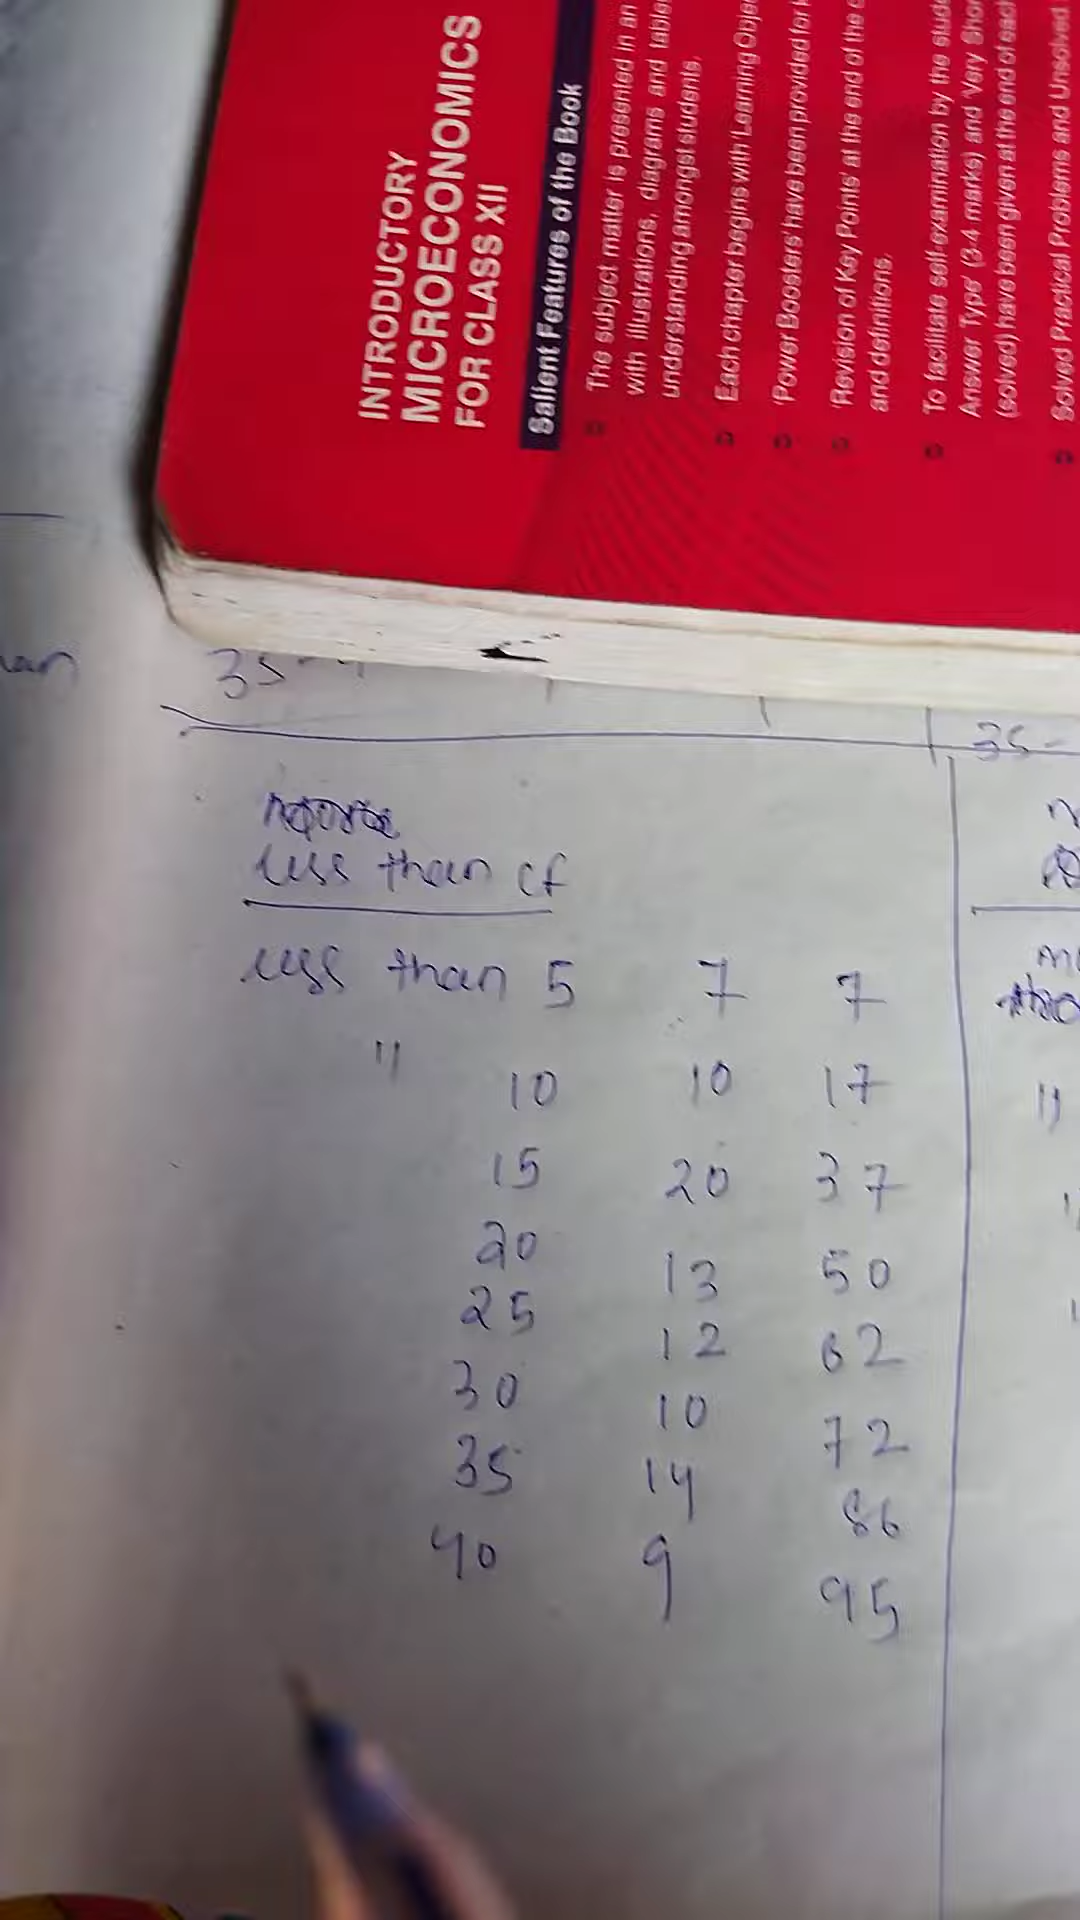 INTRODUCTORY
MICROECONOMICS
FOR CLASS XII
Salient Features of the Book
The subject matter is presented in an
with illustrations, diagrams and
understanding amongst students.
Each chapter begins with 'Learning
'Power Boosters' have been provided for
'Revision of Key Points' at the end of the
and definitions.
To facilitate self-examination by the
Answer Type' (3-4 marks) and 'Very
(solved) have been given at the end of each
Solved Practical Problems and Unsolved
35-
35-
less than cf
less than 5 7 7
" 10 10 17
15 20 37
20 13 50
25 12 62
30 10 72
35 14 86
40 9 95
"